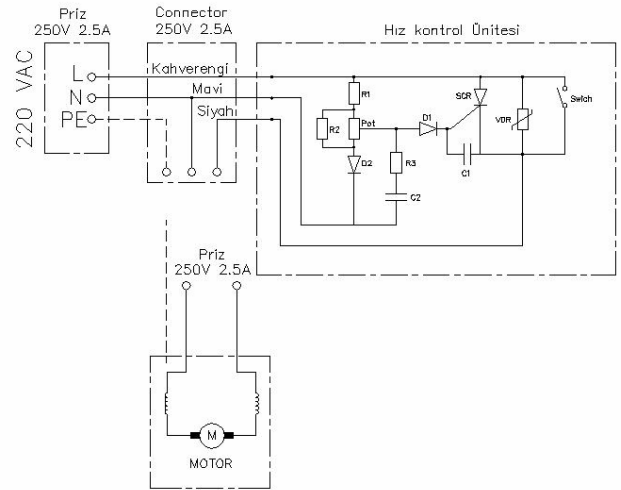 Priz
250V 2.5A
Connector
250V 2.5A
Hız kontrol Ünitesi
220 VAC
L
N
PE
Kahverengi
Mavi
Siyah
R1
R2
Pot
D1
D2
R3
C2
SCR
C1
VDR
Swich
Priz
250V 2.5A
M
MOTOR